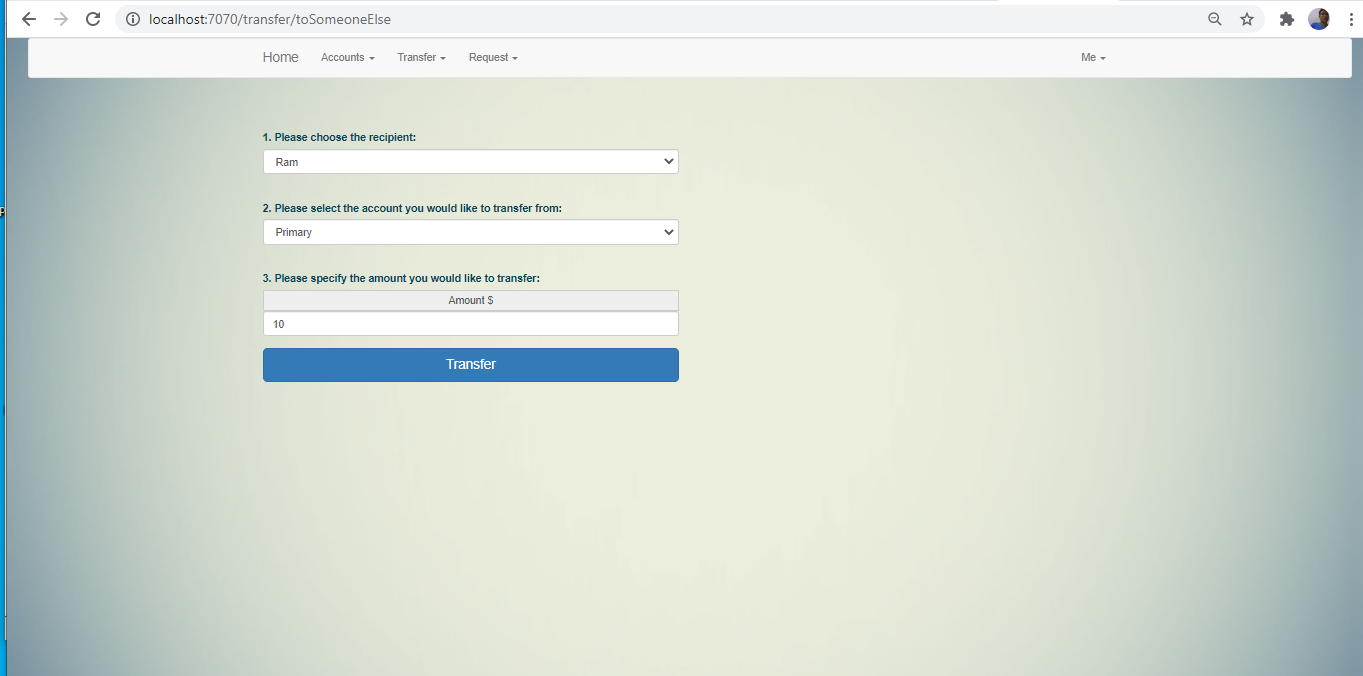 localhost:7070/transfer/toSomeoneElse
Home Accounts Transfer Request Me
1. Please choose the recipient:
Ram
2. Please select the account you would like to transfer from:
Primary
3. Please specify the amount you would like to transfer:
Amount $
10
Transfer